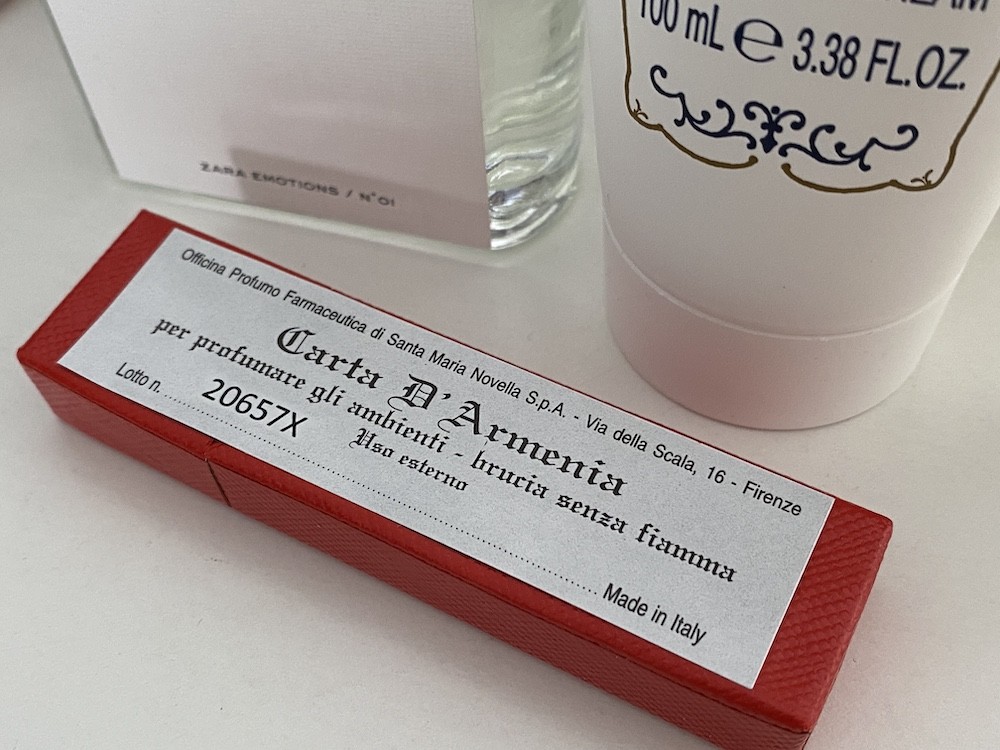 100 mL ℮ 3.38 FL.OZ.
ZARA EMOTIONS / N°01
Officina Profumo Farmaceutica di Santa Maria Novella S.p.A. - Via della Scala, 16 - Firenze
Carta D'Armenia
per profumare gli ambienti - brucia senza fiamma
Uso esterno
Lotto n. 20657X
Made in Italy